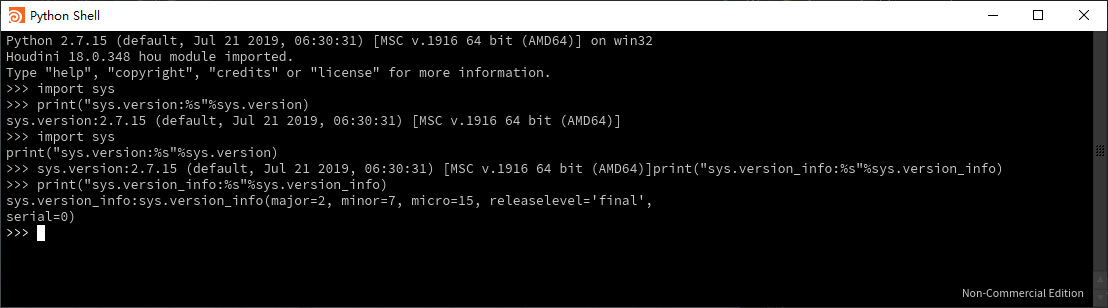 Python Shell
Python 2.7.15 (default, Jul 21 2019, 06:30:31) [MSC v.1916 64 bit (AMD64)] on win32
Houdini 18.0.348 hou module imported.
Type "help", "copyright", "credits" or "license" for more information.
>>> import sys
>>> print("sys.version:%s"%sys.version)
sys.version:2.7.15 (default, Jul 21 2019, 06:30:31) [MSC v.1916 64 bit (AMD64)]
>>> import sys
print("sys.version:%s"%sys.version)
>>> sys.version:2.7.15 (default, Jul 21 2019, 06:30:31) [MSC v.1916 64 bit (AMD64)]print("sys.version_info:%s"%sys.version_info)
>>> print("sys.version_info:%s"%sys.version_info)
sys.version_info:sys.version_info(major=2, minor=7, micro=15, releaselevel='final',
serial=0)
>>>
Non-Commercial Edition